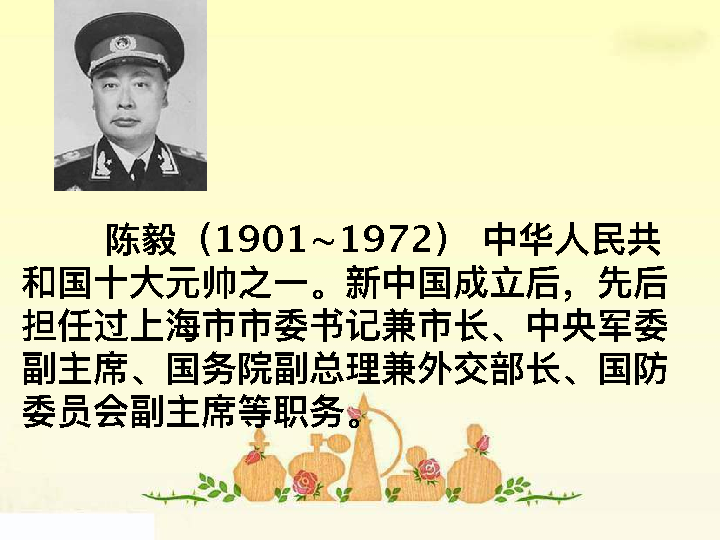 陈毅（1901~1972） 中华人民共
和国十大元帅之一。新中国成立后，先后
担任过上海市市委书记兼市长、中央军委
副主席、国务院副总理兼外交部长、国防
委员会副主席等职务。